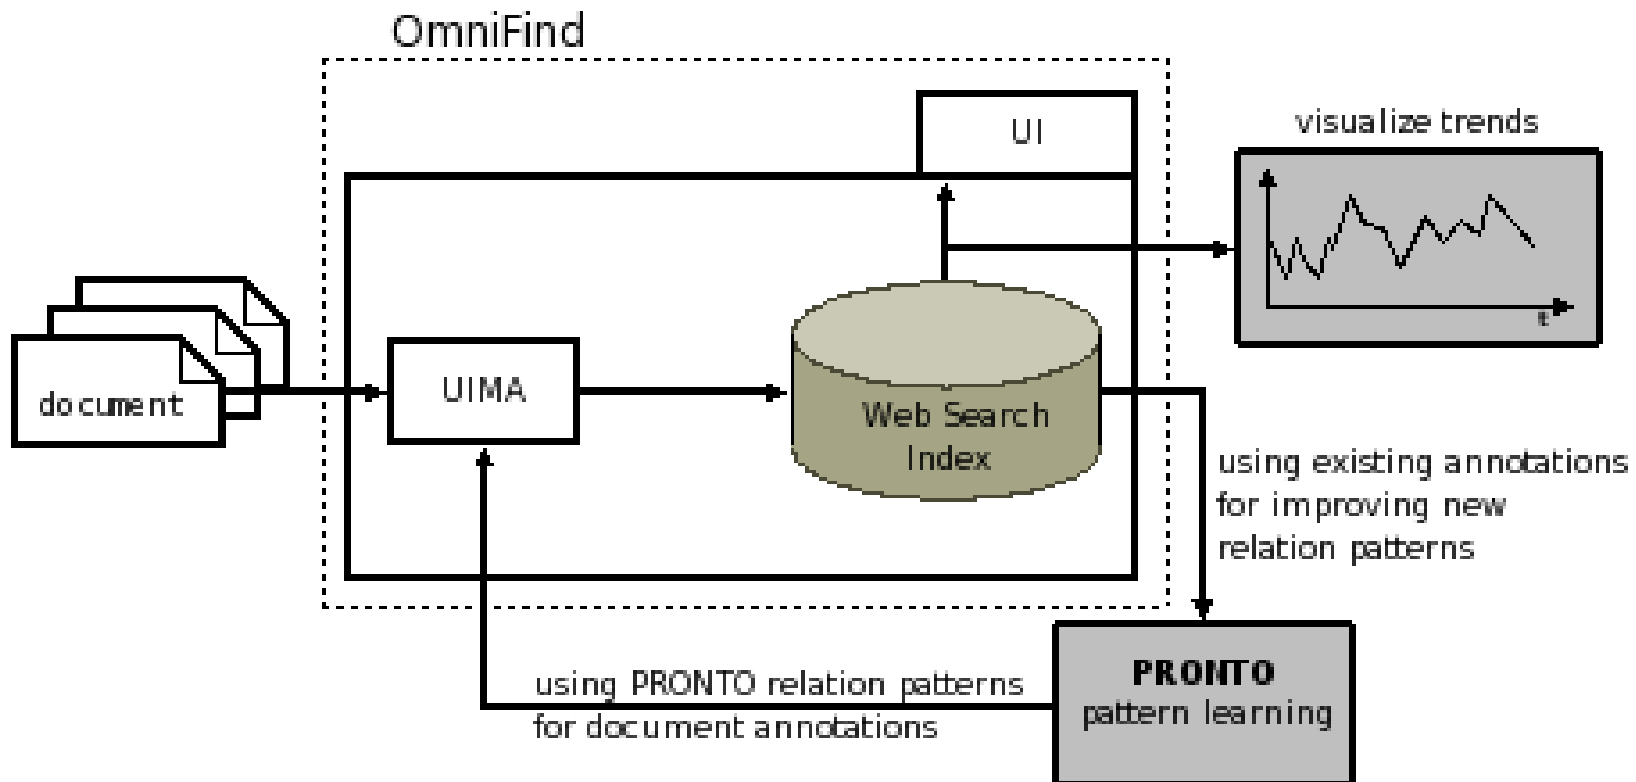 OmniFind
UI
visualize trends
t
document
UIMA
Web Search
Index
using existing annotations
for improving new
relation patterns
PRONTO
pattern learning
using PRONTO relation patterns
for document annotations